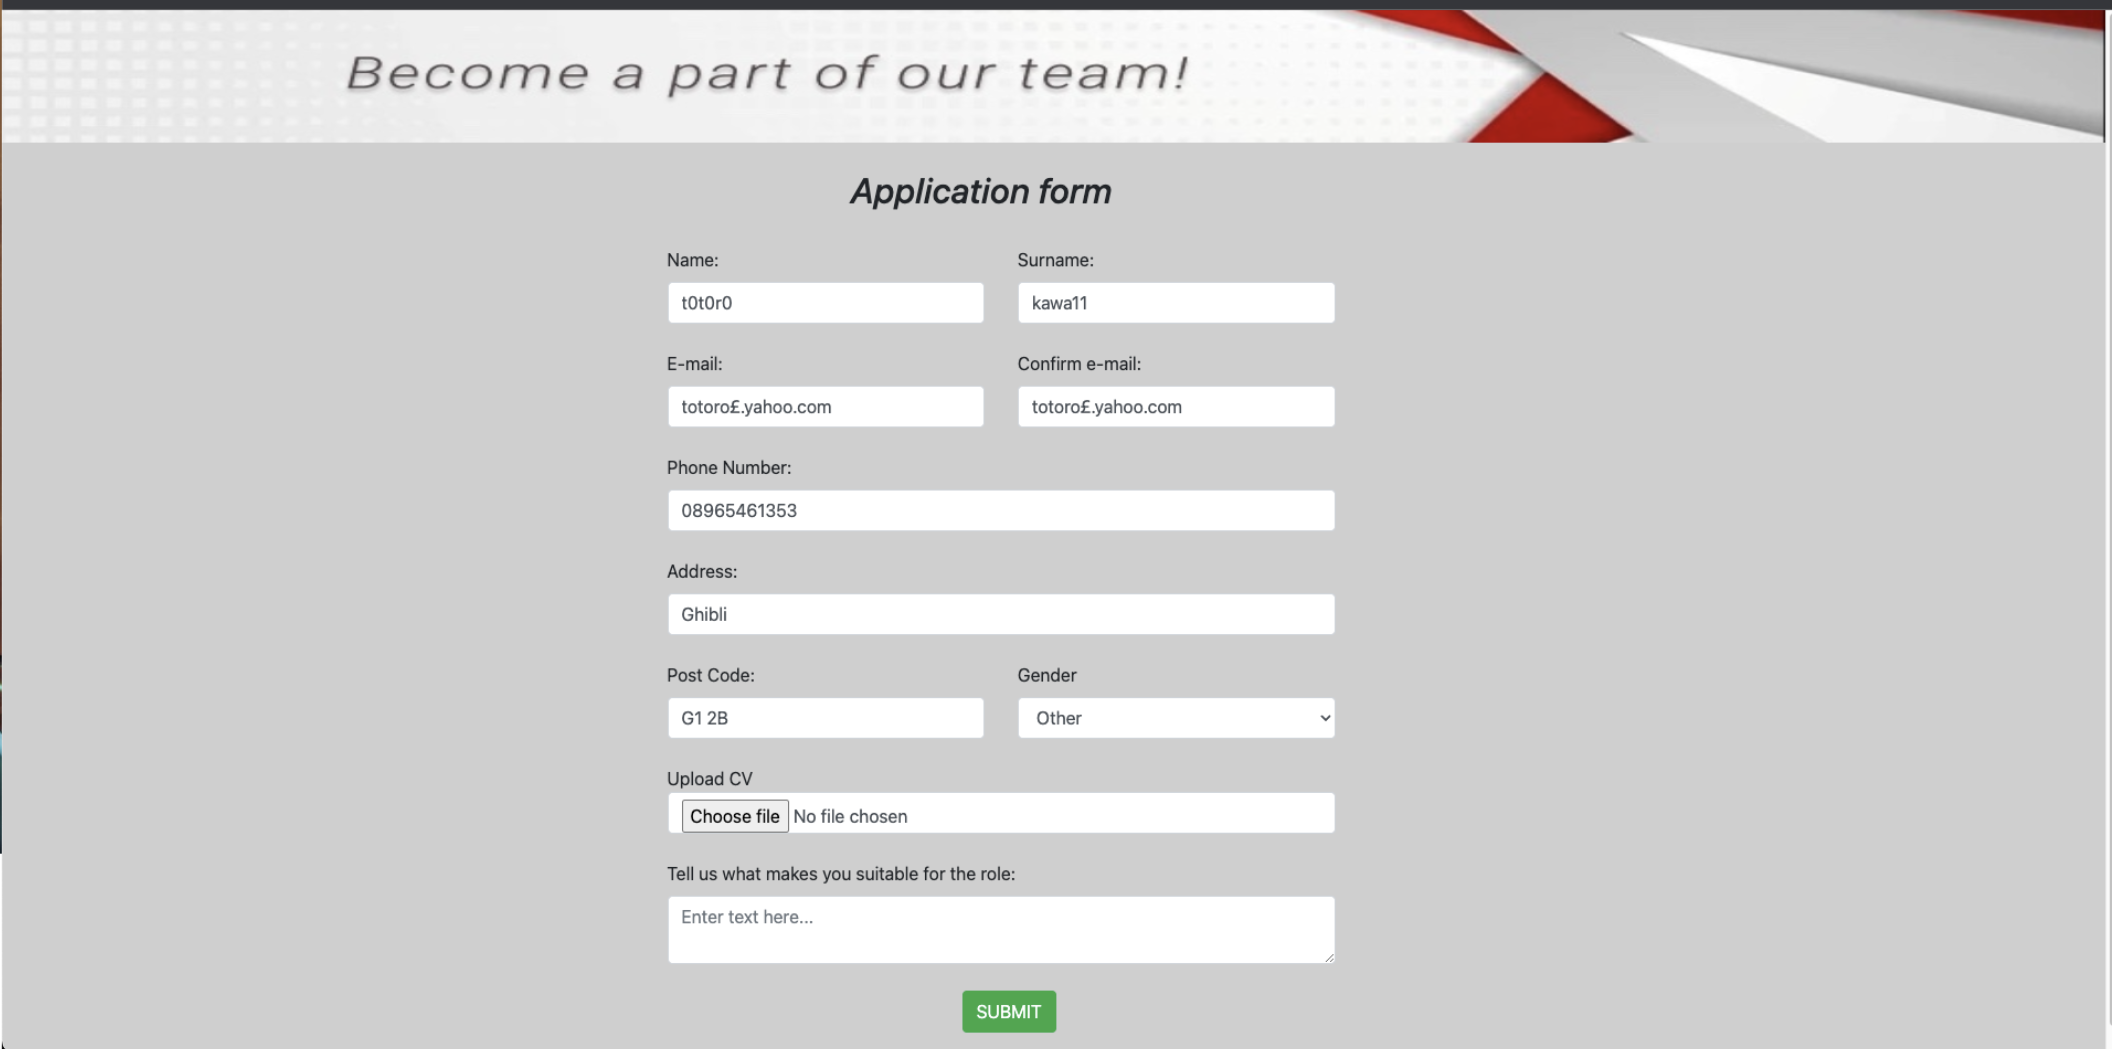 Become a part of our team!
Application form
Name: Surname:
t0t0r0 kawa11
E-mail: Confirm e-mail:
totoro£.yahoo.com totoro£.yahoo.com
Phone Number:
08965461353
Address:
Ghibli
Post Code: Gender
G1 2B Other
Upload CV
Choose file No file chosen
Tell us what makes you suitable for the role:
Enter text here...
SUBMIT